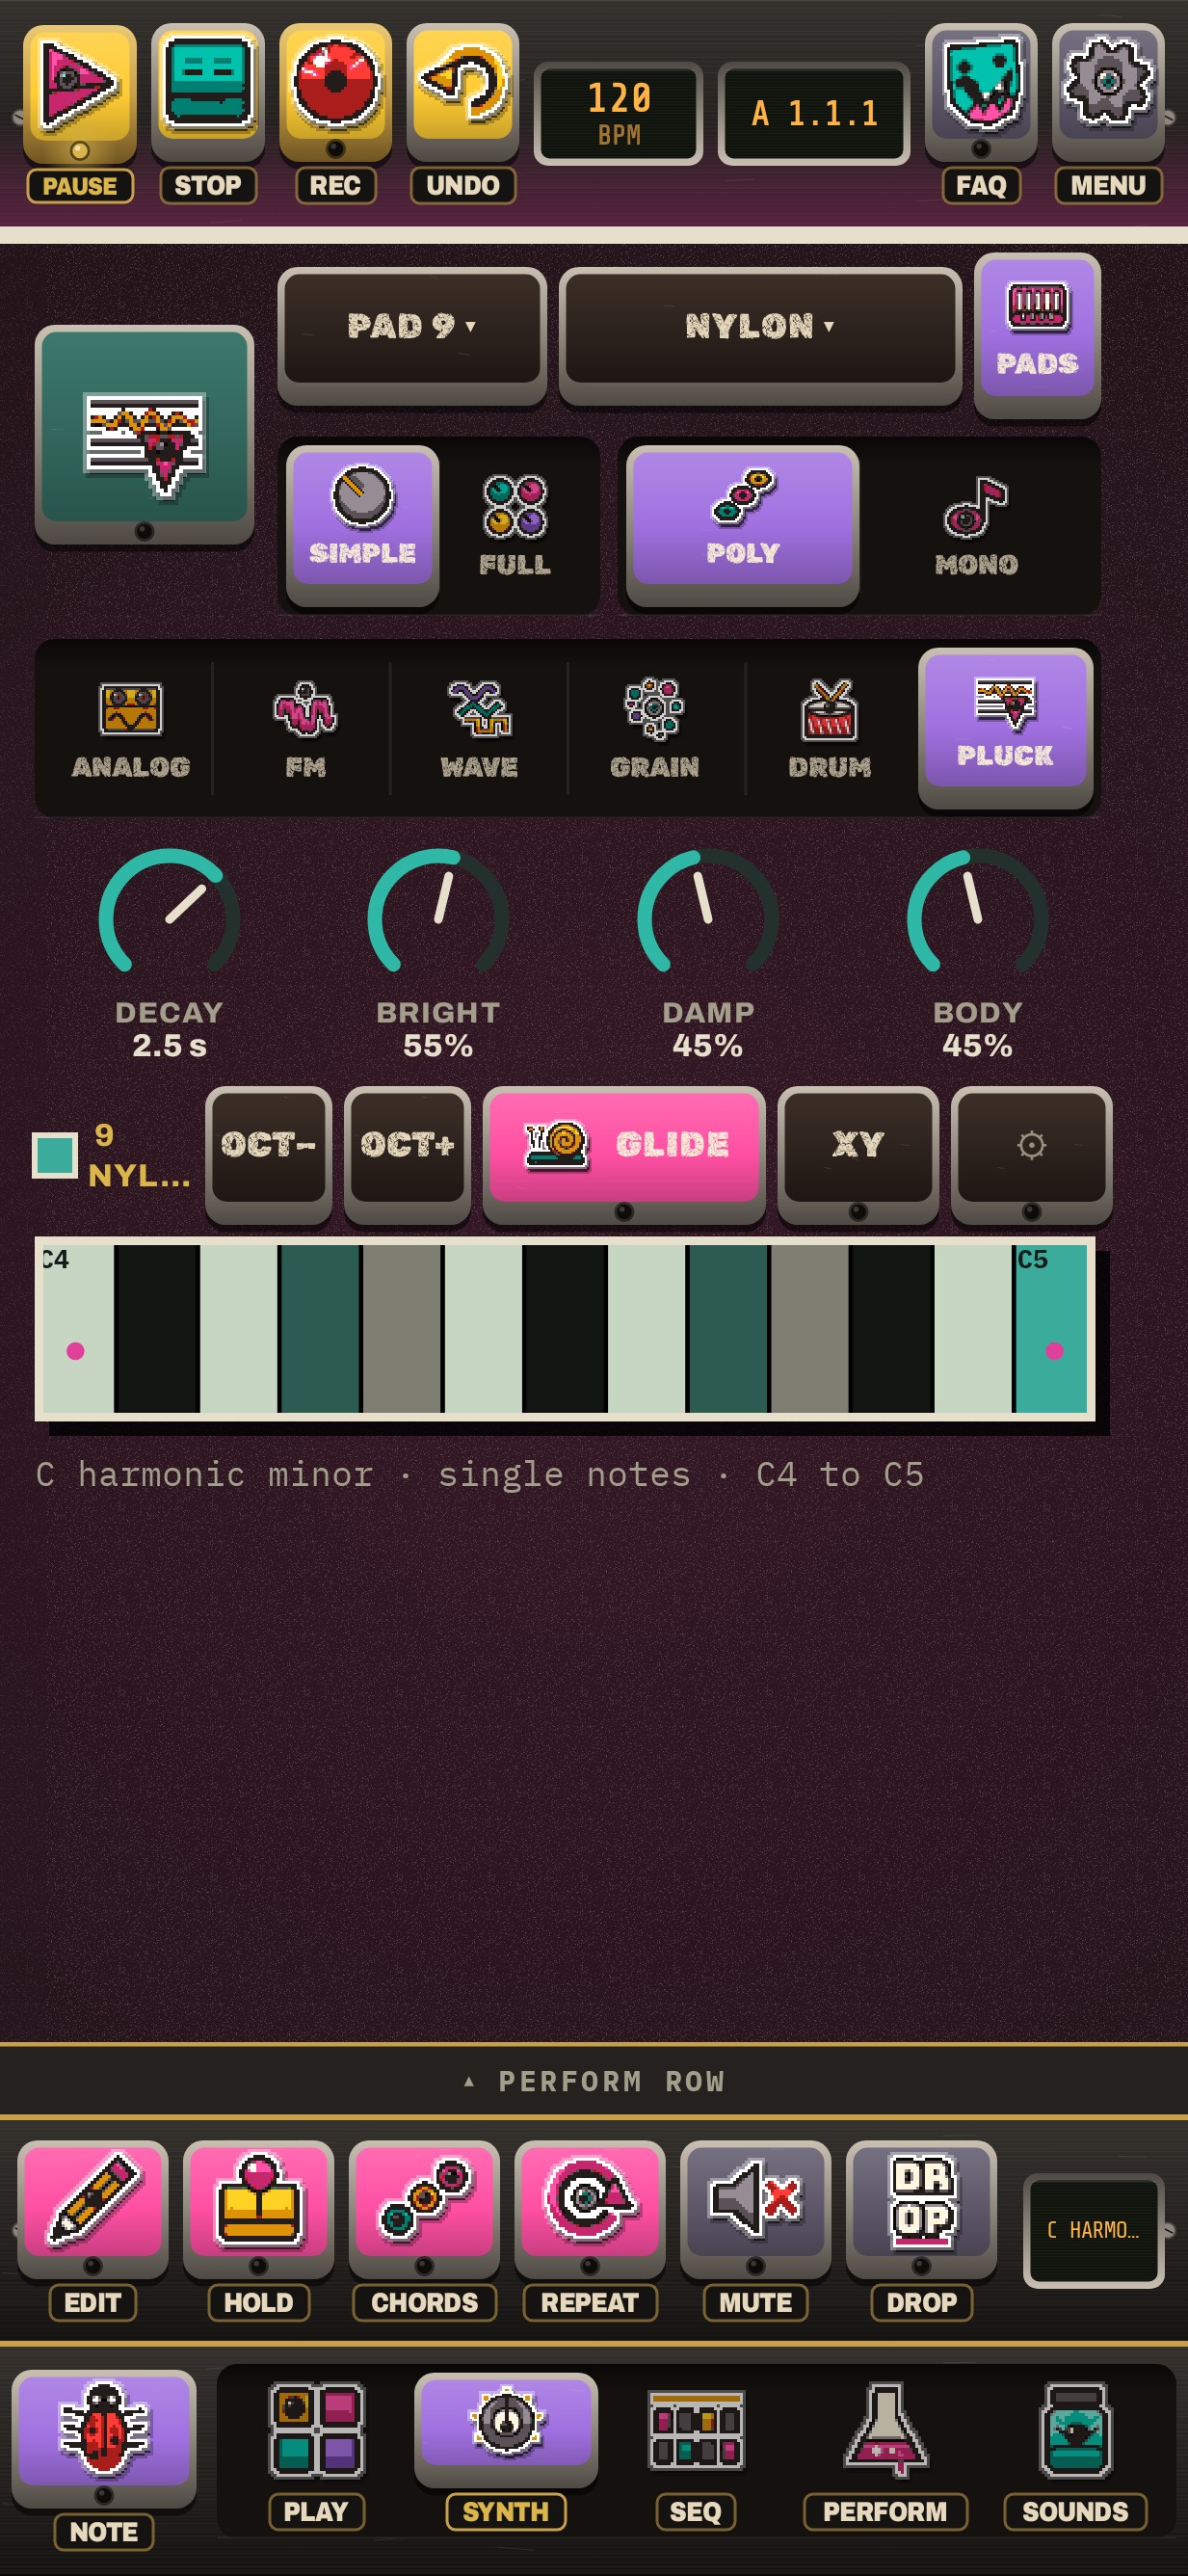 120
BPM
A 1.1.1
PAUSE
STOP
REC
UNDO
FAQ
MENU
PAD 9 ▾
NYLON ▾
PADS
SIMPLE
FULL
POLY
MONO
ANALOG
FM
WAVE
GRAIN
DRUM
PLUCK
DECAY
2.5 s
BRIGHT
55%
DAMP
45%
BODY
45%
9
NYL...
OCT-
OCT+
GLIDE
XY
C4
C5
C harmonic minor · single notes · C4 to C5
▴ PERFORM ROW
DR
OP
C HARMO…
EDIT
HOLD
CHORDS
REPEAT
MUTE
DROP
NOTE
PLAY
SYNTH
SEQ
PERFORM
SOUNDS